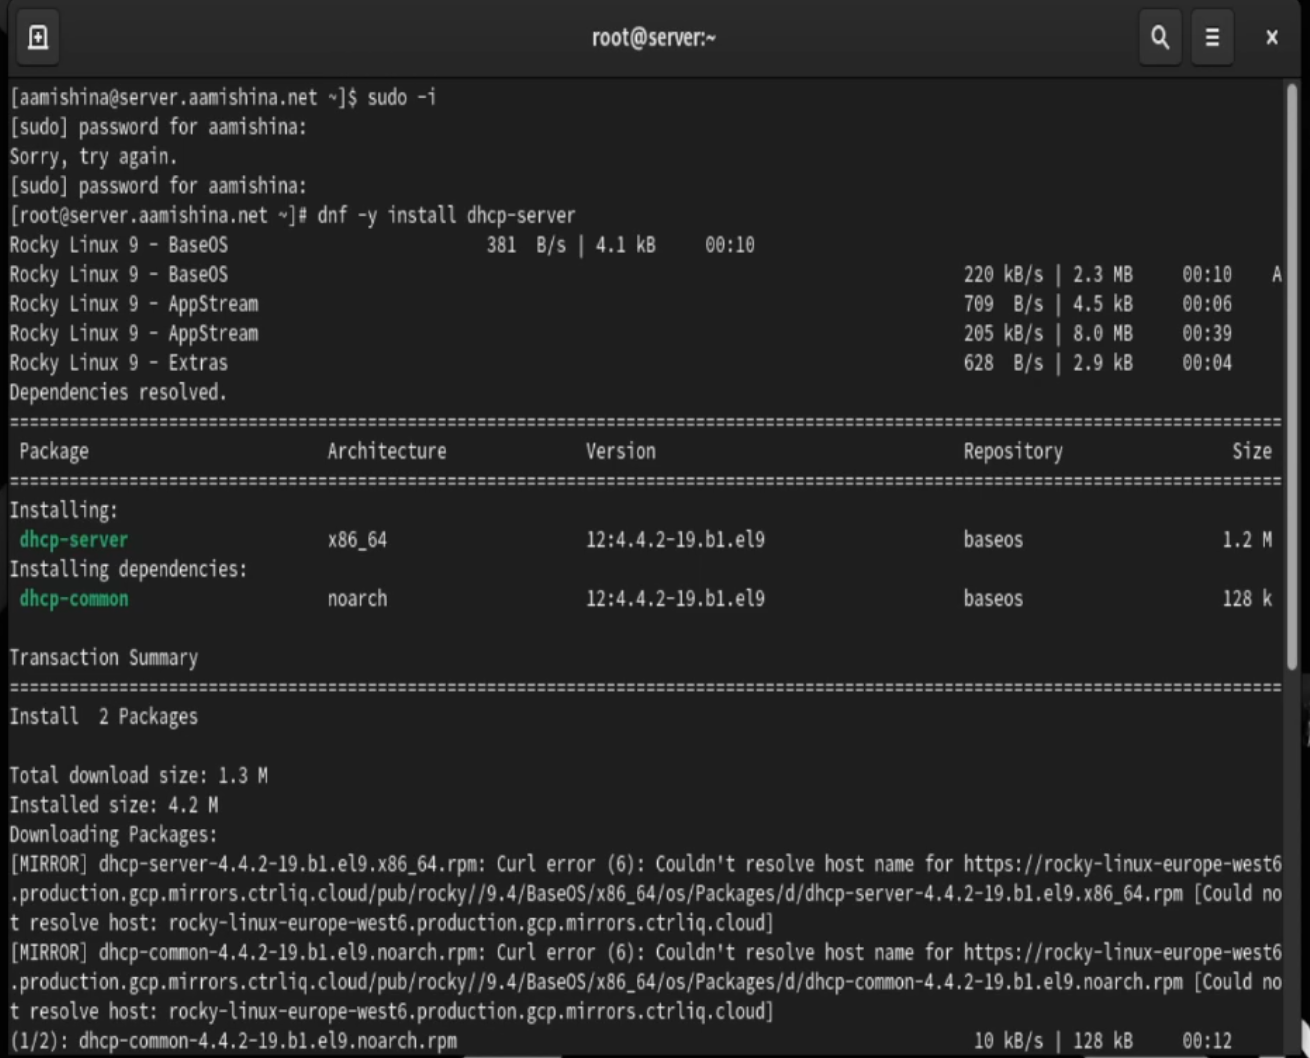 root@server:~
[aamishina@server.aamishina.net ~]$ sudo -i
[sudo] password for aamishina:
Sorry, try again.
[sudo] password for aamishina:
[root@server.aamishina.net ~]# dnf -y install dhcp-server
Rocky Linux 9 - BaseOS 381 B/s | 4.1 kB 00:10
Rocky Linux 9 - BaseOS 220 kB/s | 2.3 MB 00:10 A
Rocky Linux 9 - AppStream 709 B/s | 4.5 kB 00:06
Rocky Linux 9 - AppStream 205 kB/s | 8.0 MB 00:39
Rocky Linux 9 - Extras 628 B/s | 2.9 kB 00:04
Dependencies resolved.
================================================================================================================================
Package Architecture Version Repository Size
================================================================================================================================
Installing:
dhcp-server x86_64 12:4.4.2-19.b1.el9 baseos 1.2 M
Installing dependencies:
dhcp-common noarch 12:4.4.2-19.b1.el9 baseos 128 k
Transaction Summary
================================================================================================================================
Install 2 Packages
Total download size: 1.3 M
Installed size: 4.2 M
Downloading Packages:
[MIRROR] dhcp-server-4.4.2-19.b1.el9.x86_64.rpm: Curl error (6): Couldn't resolve host name for https://rocky-linux-europe-west6
.production.gcp.mirrors.ctrliq.cloud/pub/rocky//9.4/BaseOS/x86_64/os/Packages/d/dhcp-server-4.4.2-19.b1.el9.x86_64.rpm [Could no
t resolve host: rocky-linux-europe-west6.production.gcp.mirrors.ctrliq.cloud]
[MIRROR] dhcp-common-4.4.2-19.b1.el9.noarch.rpm: Curl error (6): Couldn't resolve host name for https://rocky-linux-europe-west6
.production.gcp.mirrors.ctrliq.cloud/pub/rocky//9.4/BaseOS/x86_64/os/Packages/d/dhcp-common-4.4.2-19.b1.el9.noarch.rpm [Could no
t resolve host: rocky-linux-europe-west6.production.gcp.mirrors.ctrliq.cloud]
(1/2): dhcp-common-4.4.2-19.b1.el9.noarch.rpm 10 kB/s | 128 kB 00:12